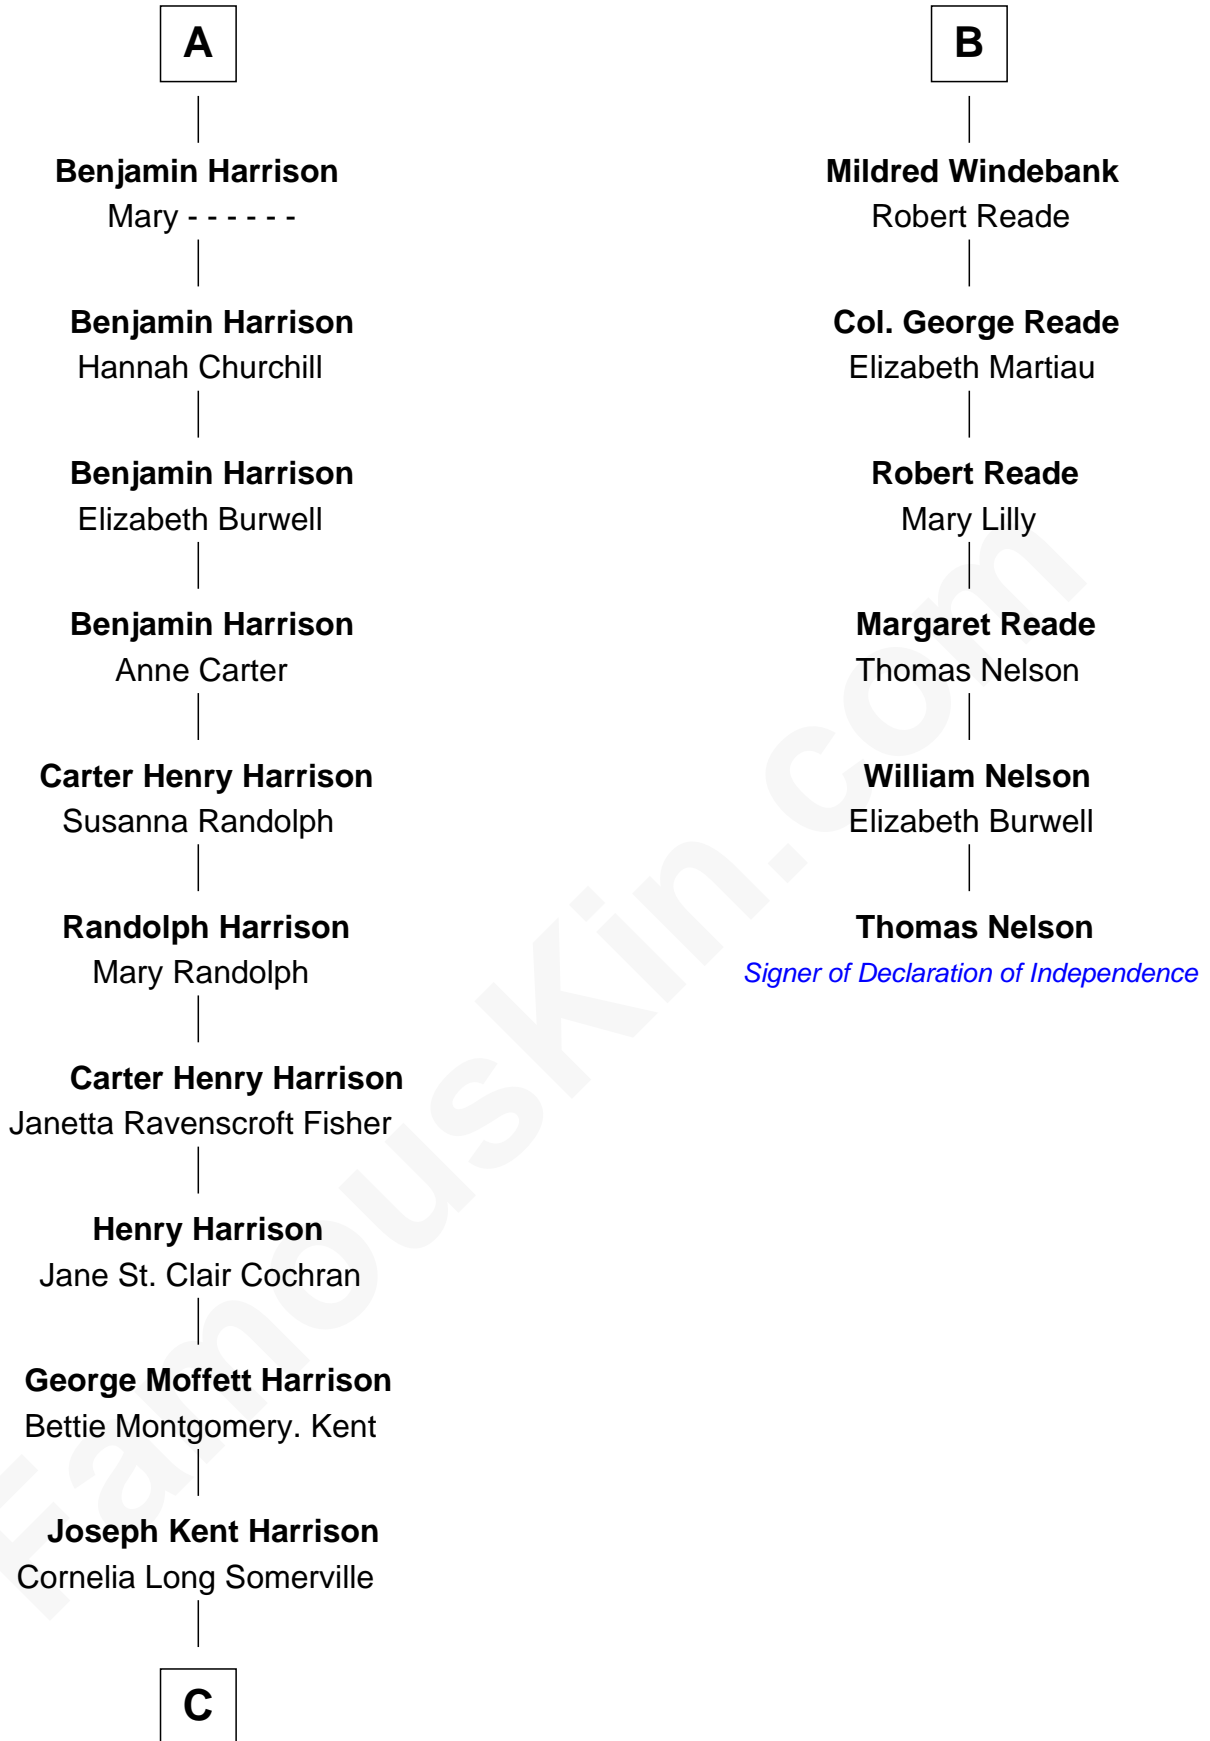 A
Benjamin Harrison
Mary - - - - - -
Benjamin Harrison
Hannah Churchill
Benjamin Harrison
Elizabeth Burwell
Benjamin Harrison
Anne Carter
Carter Henry Harrison
Susanna Randolph
Randolph Harrison
Mary Randolph
Carter Henry Harrison
Janetta Ravenscroft Fisher
Henry Harrison
Jane St. Clair Cochran
George Moffett Harrison
Bettie Montgomery. Kent
Joseph Kent Harrison
Cornelia Long Somerville
C
B
Mildred Windebank
Robert Reade
Col. George Reade
Elizabeth Martiau
Robert Reade
Mary Lilly
Margaret Reade
Thomas Nelson
William Nelson
Elizabeth Burwell
Thomas Nelson
Signer of Declaration of Independence
FamousKin.com